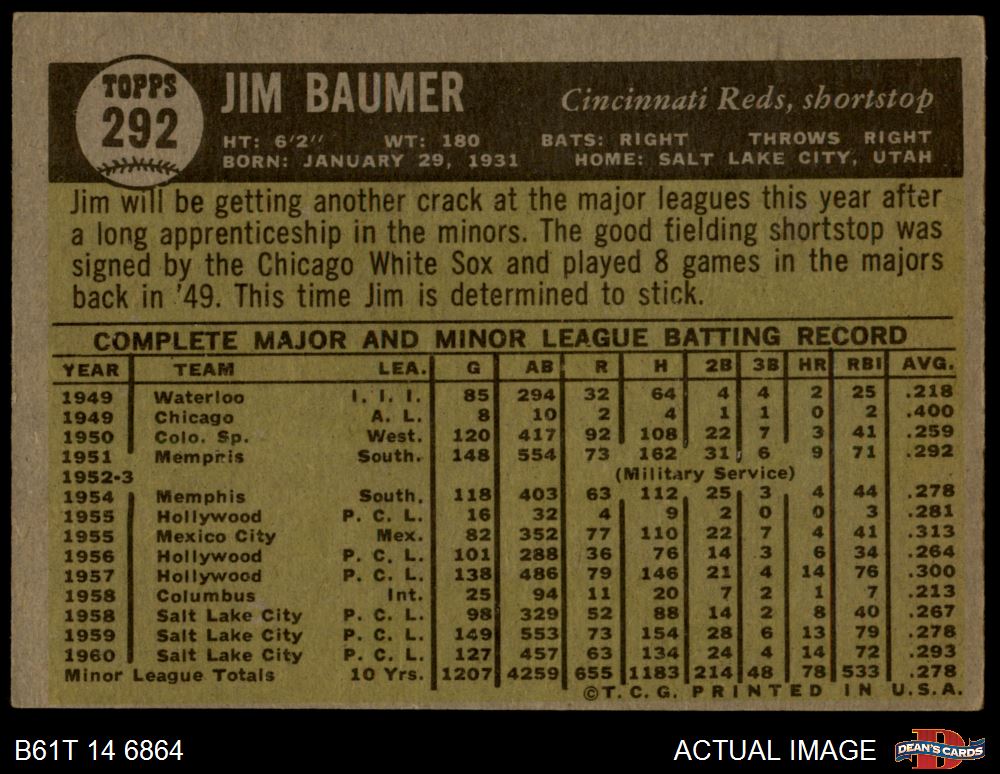 TOPPS
292
JIM BAUMER
Cincinnati Reds, shortstop
HT: 6'2" WT: 180 BATS: RIGHT THROWS RIGHT
BORN: JANUARY 29, 1931 HOME: SALT LAKE CITY, UTAH
Jim will be getting another crack at the major leagues this year after
a long apprenticeship in the minors. The good fielding shortstop was
signed by the Chicago White Sox and played 8 games in the majors
back in '49. This time Jim is determined to stick.
COMPLETE MAJOR AND MINOR LEAGUE BATTING RECORD
YEAR TEAM LEA. G AB R H 2B 3B HR RBI AVG.
1949 Waterloo I. I. I. 85 294 32 64 4 4 2 25 .218
1949 Chicago A. L. 8 10 2 4 1 1 0 2 .400
1950 Colo. Sp. West. 120 417 92 108 22 7 3 41 .259
1951 Memphis South. 148 554 73 162 31 6 9 71 .292
1952-3 (Military Service)
1954 Memphis South. 118 403 63 112 25 3 4 44 .278
1955 Hollywood P. C. L. 16 32 4 9 2 0 0 3 .281
1955 Mexico City Mex. 82 352 77 110 22 7 4 41 .313
1956 Hollywood P. C. L. 101 288 36 76 14 3 6 34 .264
1957 Hollywood P. C. L. 138 486 79 146 21 4 14 76 .300
1958 Columbus Int. 25 94 11 20 7 2 1 7 .213
1958 Salt Lake City P. C. L. 98 329 52 88 14 2 8 40 .267
1959 Salt Lake City P. C. L. 149 553 73 154 28 6 13 79 .278
1960 Salt Lake City P. C. L. 127 457 63 134 24 4 14 72 .293
Minor League Totals 10 Yrs. 1207 4259 655 1183 214 48 78 533 .278
©T. C. G. PRINTED IN U.S.A.
B61T 14 6864
ACTUAL IMAGE
D
DEAN'S CARDS